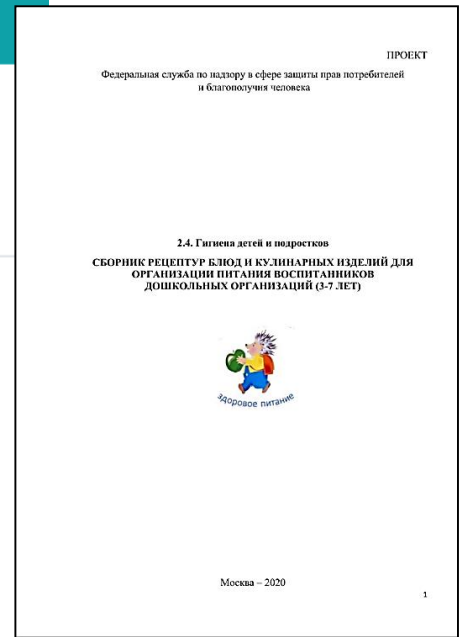 ПРОЕКТ
Федеральная служба по надзору в сфере защиты прав потребителей
и благополучия человека
2.4. Гигиена детей и подростков
СБОРНИК РЕЦЕПТУР БЛЮД И КУЛИНАРНЫХ ИЗДЕЛИЙ ДЛЯ
ОРГАНИЗАЦИИ ПИТАНИЯ ВОСПИТАННИКОВ
ДОШКОЛЬНЫХ ОРГАНИЗАЦИЙ (3-7 ЛЕТ)
здоровое питание
Москва – 2020
1